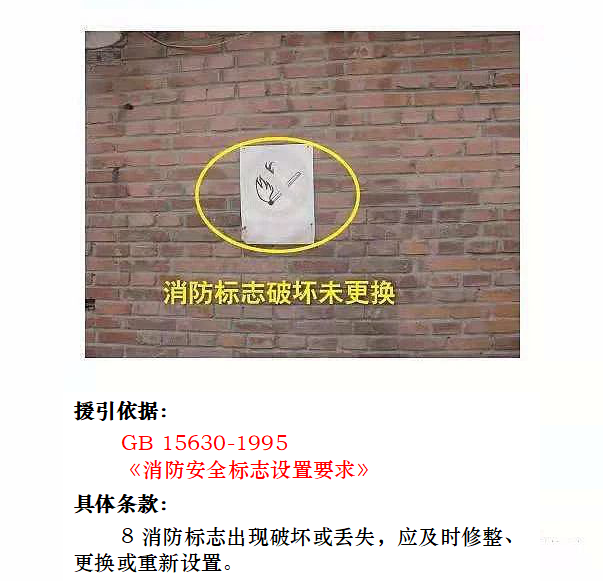 消防标志破坏未更换
援引依据:
GB 15630-1995
《消防安全标志设置要求》
具体条款:
8 消防标志出现破坏或丢失,应及时修整、
更换或重新设置。